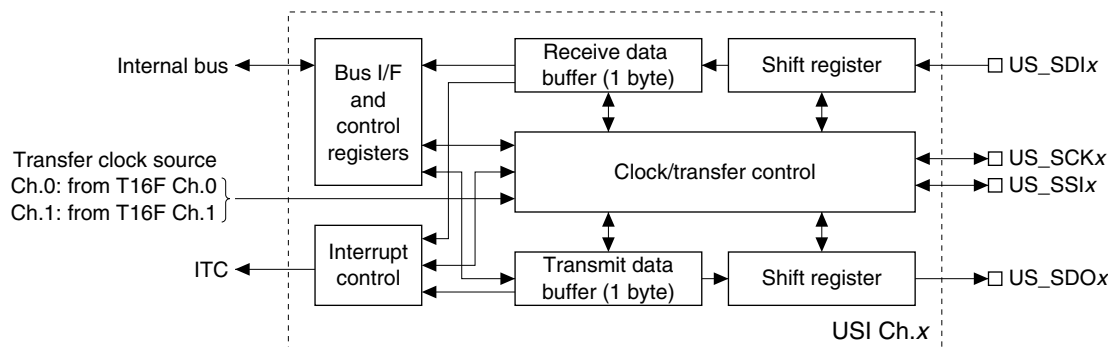 Internal bus
Bus I/F
and
control
registers
Receive data
buffer (1 byte)
Shift register
US_SDIx
Transfer clock source
Ch.0: from T16F Ch.0
Ch.1: from T16F Ch.1
Clock/transfer control
US_SCKx
US_SSIx
ITC
Interrupt
control
Transmit data
buffer (1 byte)
Shift register
US_SDOx
USI Ch.x